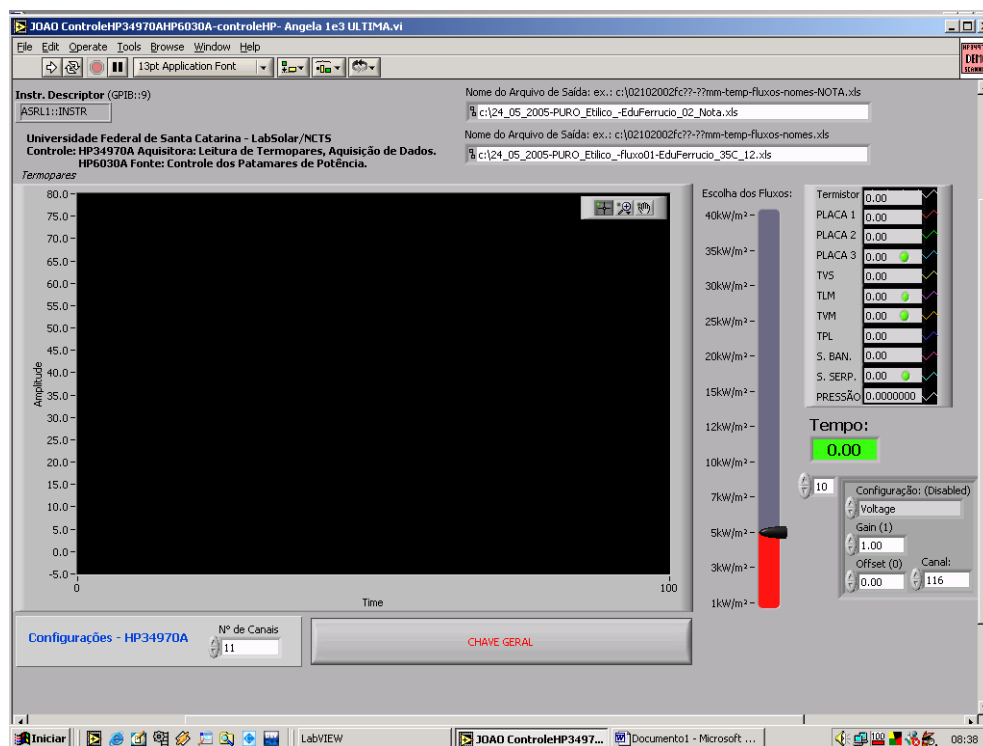 JOAO ControleHP34970AHP6030A-controleHP- Angela 1e3 ULTIMA.vi
File Edit Operate Tools Browse Window Help
13pt Application Font
HP3497
DEMO
SCANN
Instr. Descriptor (GPIB::9)
ASRL1::INSTR
Nome do Arquivo de Saída: ex.: c:\02102002fc??-??mm-temp-fluxos-nomes-NOTA.xls
c:\24_05_2005-PURO_Etilico_-EduFerrucio_02_Nota.xls
Nome do Arquivo de Saída: ex.: c:\02102002fc??-??mm-temp-fluxos-nomes.xls
c:\24_05_2005-PURO_Etilico_-fluxo01-EduFerrucio_35C_12.xls
Universidade Federal de Santa Catarina - LabSolar/NCTS
Controle: HP34970A Aquisitora: Leitura de Termopares, Aquisição de Dados.
HP6030A Fonte: Controle dos Patamares de Potência.
Termopares
80.0
75.0
70.0
65.0
60.0
55.0
50.0
45.0
40.0
35.0
30.0
25.0
20.0
15.0
10.0
5.0
0.0
-5.0
Amplitude
0
100
Time
Escolha dos Fluxos:
40kW/m²
35kW/m²
30kW/m²
25kW/m²
20kW/m²
15kW/m²
12kW/m²
10kW/m²
7kW/m²
5kW/m²
3kW/m²
1kW/m²
Termistor 0.00
PLACA 1 0.00
PLACA 2 0.00
PLACA 3 0.00
TVS 0.00
TLM 0.00
TVM 0.00
TPL 0.00
S. BAN. 0.00
S. SERP. 0.00
PRESSÃO 0.0000000
Tempo:
0.00
10
Configuração: (Disabled)
Voltage
Gain (1)
1.00
Offset (0) Canal:
0.00 116
Configurações - HP34970A
Nº de Canais
11
CHAVE GERAL
Iniciar
LabVIEW
JOAO ControleHP3497...
Documento1 - Microsoft ...
100
08:38